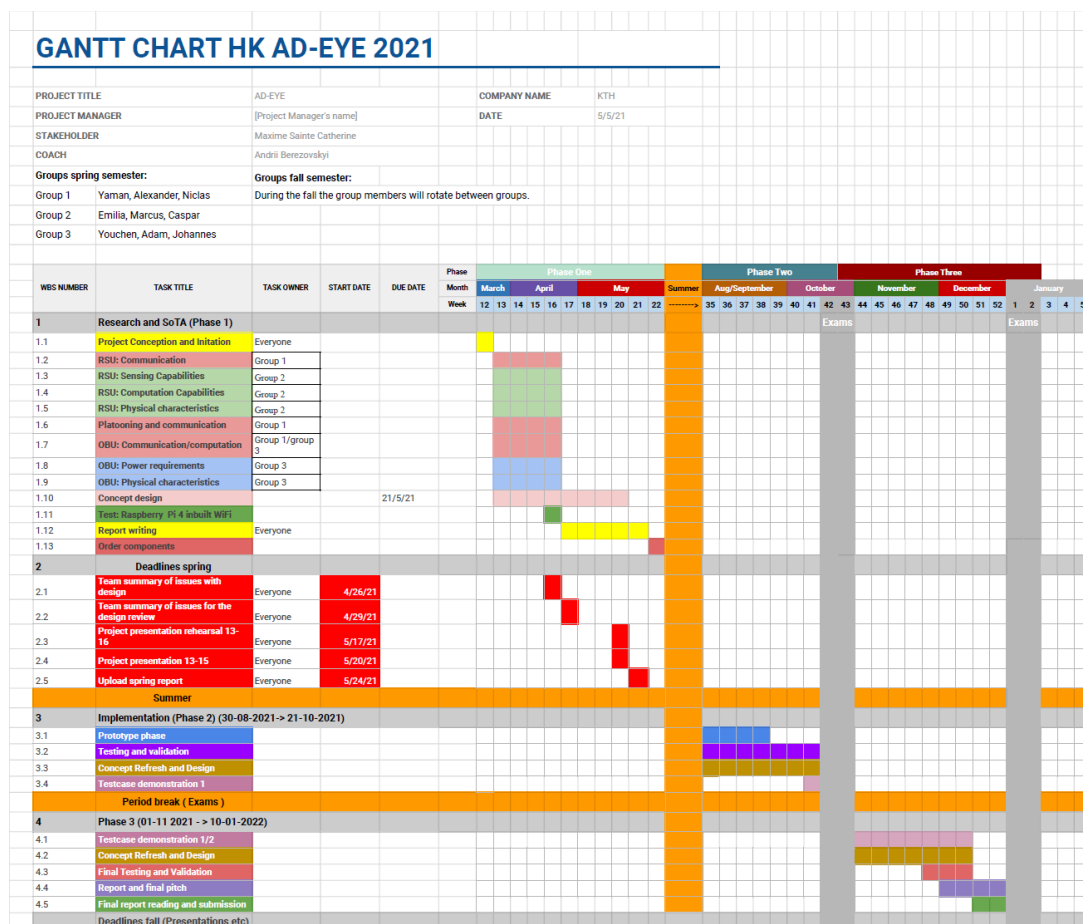 GANTT CHART HK AD-EYE 2021
PROJECT TITLE AD-EYE COMPANY NAME KTH
PROJECT MANAGER [Project Manager's name] DATE 5/5/21
STAKEHOLDER Maxime Sainte Catherine
COACH Andrii Berezovskyi
Groups spring semester: Groups fall semester:
Group 1 Yaman, Alexander, Niclas During the fall the group members will rotate between groups.
Group 2 Emilia, Marcus, Caspar
Group 3 Youchen, Adam, Johannes
Phase Phase One Phase Two Phase Three
WBS NUMBER TASK TITLE TASK OWNER START DATE DUE DATE Month March April May Summer Aug/September October November December January
Week 12 13 14 15 16 17 18 19 20 21 22 --------> 35 36 37 38 39 40 41 42 43 44 45 46 47 48 49 50 51 52 1 2 3 4 5
1 Research and SoTA (Phase 1) Exams Exams
1.1 Project Conception and Initation Everyone
1.2 RSU: Communication Group 1
1.3 RSU: Sensing Capabilities Group 2
1.4 RSU: Computation Capabilities Group 2
1.5 RSU: Physical characteristics Group 2
1.6 Platooning and communication Group 1
1.7 OBU: Communication/computation Group 1/group
3
1.8 OBU: Power requirements Group 3
1.9 OBU: Physical characteristics Group 3
1.10 Concept design 21/5/21
1.11 Test: Raspberry Pi 4 inbuilt WiFi
1.12 Report writing Everyone
1.13 Order components
2 Deadlines spring
2.1 Team summary of issues with
design Everyone 4/26/21
2.2 Team summary of issues for the
design review Everyone 4/29/21
2.3 Project presentation rehearsal 13-
16 Everyone 5/17/21
2.4 Project presentation 13-15 Everyone 5/20/21
2.5 Upload spring report Everyone 5/24/21
Summer
3 Implementation (Phase 2) (30-08-2021-> 21-10-2021)
3.1 Prototype phase
3.2 Testing and validation
3.3 Concept Refresh and Design
3.4 Testcase demonstration 1
Period break ( Exams )
4 Phase 3 (01-11 2021 - > 10-01-2022)
4.1 Testcase demonstration 1/2
4.2 Concept Refresh and Design
4.3 Final Testing and Validation
4.4 Report and final pitch
4.5 Final report reading and submission
Deadlines fall (Presentations etc)